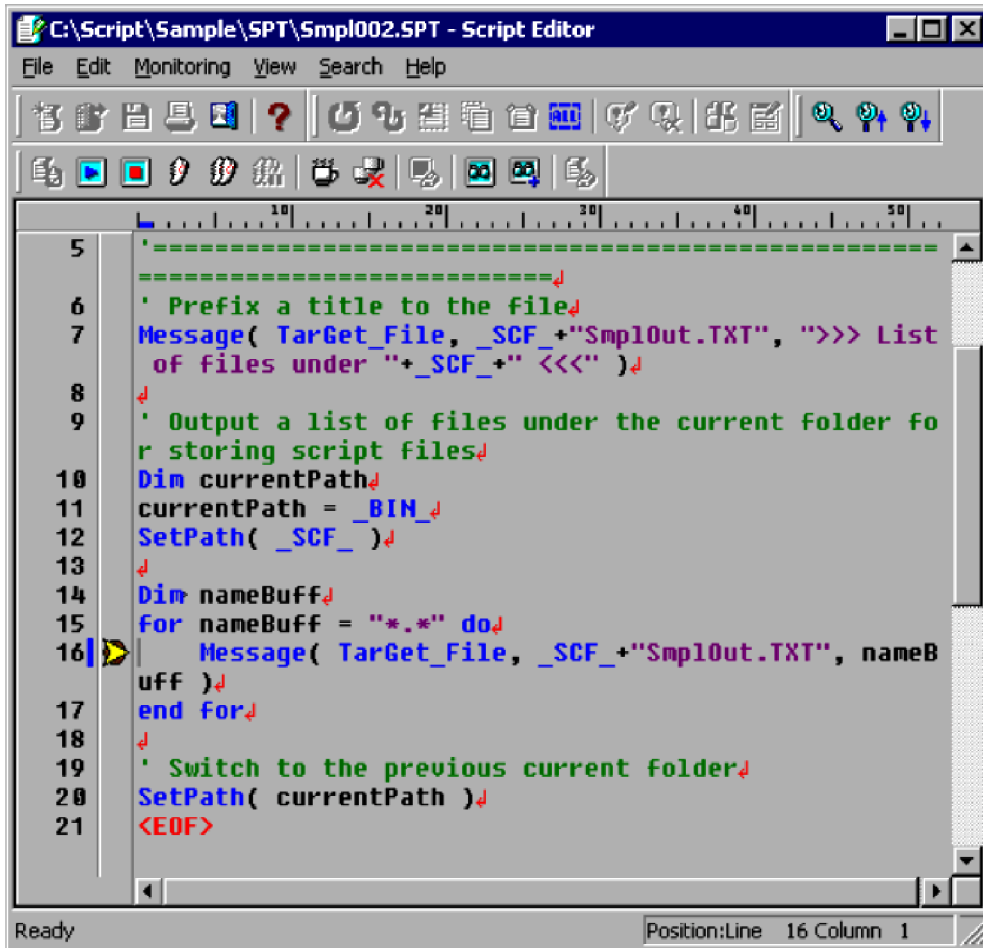 C:\Script\Sample\SPT\Smpl002.SPT - Script Editor
File Edit Monitoring View Search Help
ALL
10 20 30 40 50
5 '===================================================
===========================
6 ' Prefix a title to the file
7 Message( TarGet_File, _SCF_+"SmplOut.TXT", ">>> List
of files under "+_SCF_+" <<<" )
8
9 ' Output a list of files under the current folder fo
r storing script files
10 Dim currentPath
11 currentPath = _BIN_
12 SetPath( _SCF_ )
13
14 Dim nameBuff
15 for nameBuff = "*.*" do
16 Message( TarGet_File, _SCF_+"SmplOut.TXT", nameB
uff )
17 end for
18
19 ' Switch to the previous current folder
20 SetPath( currentPath )
21 <EOF>
Ready Position:Line 16 Column 1